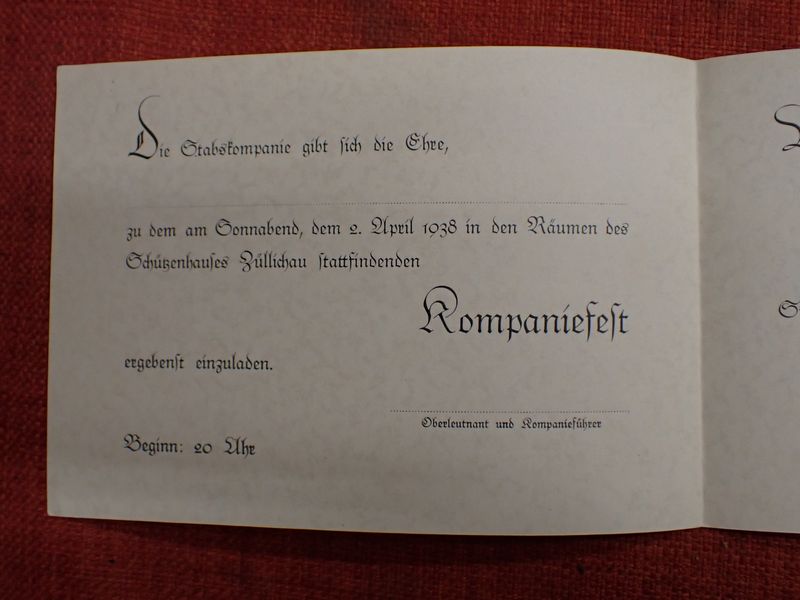 Die Stabskompanie gibt sich die Ehre,
zu dem am Sonnabend, dem 2. April 1938 in den Räumen des
Schützenhauses Züllichau stattfindenden
Kompaniefest
ergebenst einzuladen.
Oberleutnant und Kompanieführer
Beginn: 20 Uhr